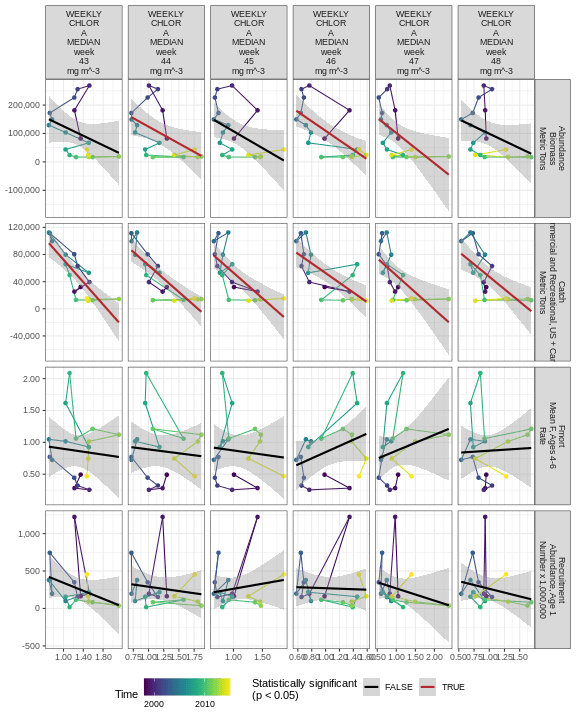 WEEKLY
CHLOR
A
MEDIAN
week
43
mg m^-3
WEEKLY
CHLOR
A
MEDIAN
week
44
mg m^-3
WEEKLY
CHLOR
A
MEDIAN
week
45
mg m^-3
WEEKLY
CHLOR
A
MEDIAN
week
46
mg m^-3
WEEKLY
CHLOR
A
MEDIAN
week
47
mg m^-3
WEEKLY
CHLOR
A
MEDIAN
week
48
mg m^-3
200,000
100,000
0
-100,000
Abundance
Biomass
Metric Tons
120,000
80,000
40,000
0
-40,000
Catch
and Recreational, US +
Metric Tons
2.00
1.50
1.00
0.50
Fmort
Mean F, Ages 4-6
Rate
1,000
500
0
-500
Recruitment
Abundance, Age 1
Number x 1,000,000
1.00 1.40 1.80
0.75 1.00 1.25 1.50 1.75
1.00 1.50
0.60 0.80 1.00 1.20 1.40 1.60
0.50 1.00 1.50 2.00
0.50 0.75 1.00 1.25 1.50
Time
2000 2010
Statistically significant
(p < 0.05)
FALSE TRUE